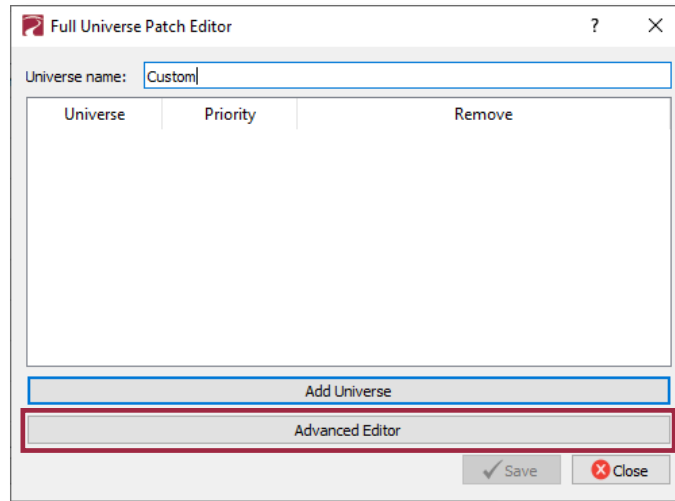 Full Universe Patch Editor ?
Universe name: Custom
Universe Priority Remove
Add Universe
Advanced Editor
Save Close